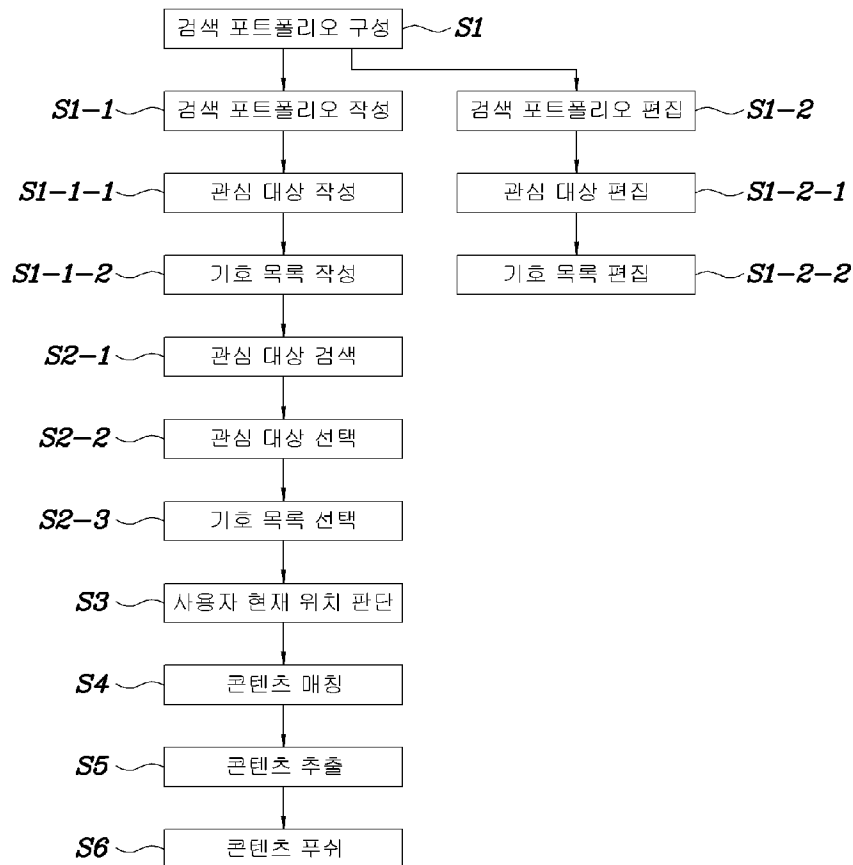 검색 포트폴리오 구성 S1
S1-1 검색 포트폴리오 작성 검색 포트폴리오 편집 S1-2
S1-1-1 관심 대상 작성 관심 대상 편집 S1-2-1
S1-1-2 기호 목록 작성 기호 목록 편집 S1-2-2
S2-1 관심 대상 검색
S2-2 관심 대상 선택
S2-3 기호 목록 선택
S3 사용자 현재 위치 판단
S4 콘텐츠 매칭
S5 콘텐츠 추출
S6 콘텐츠 푸쉬